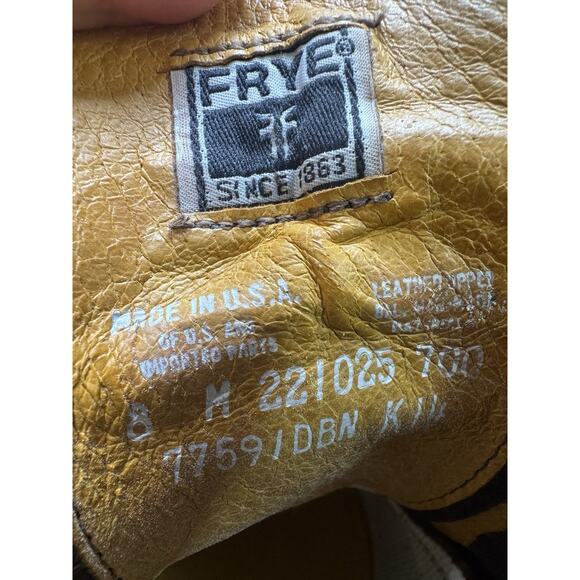 FRYE®
SINCE 1863
MADE IN U.S.A.
OF U.S. AND
IMPORTED PARTS
LEATHER UPPER
8 M 221025 700
7759/DBN K